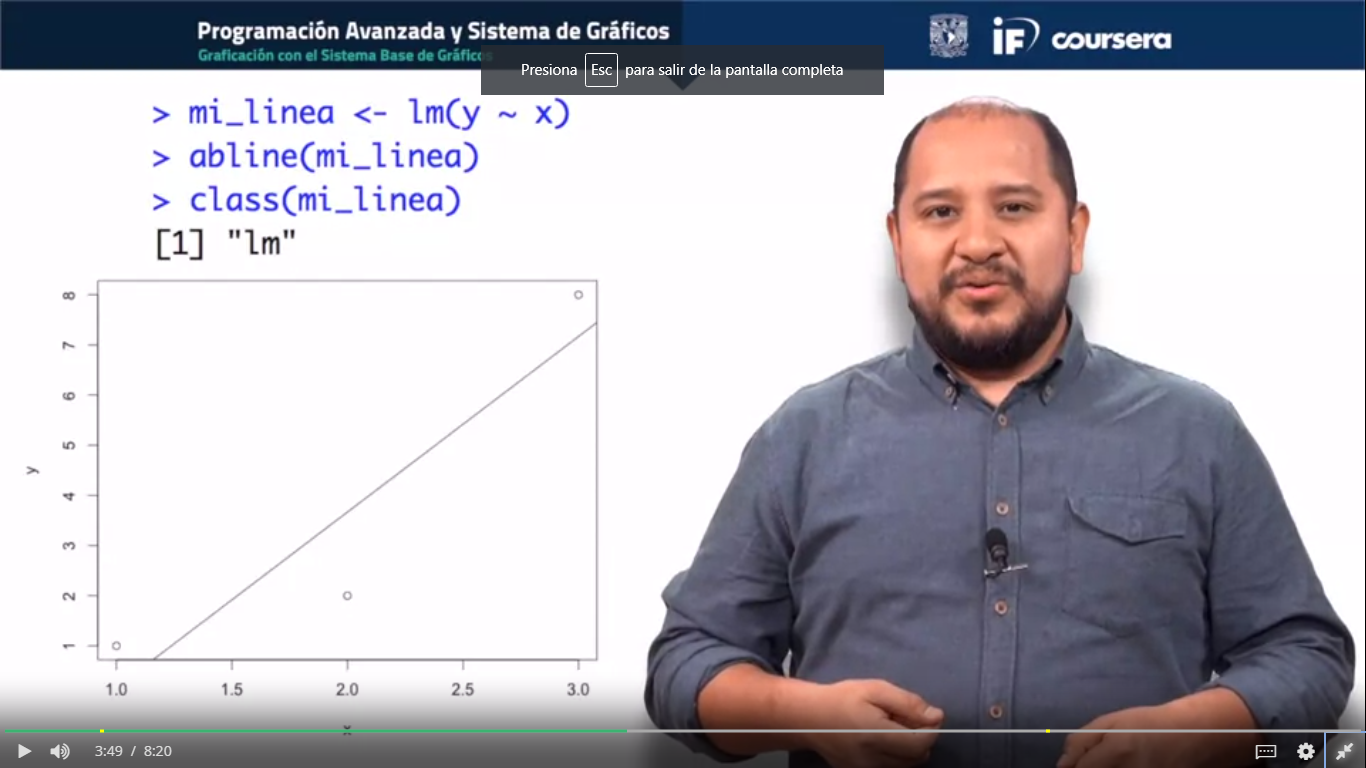 Programación Avanzada y Sistema de Gráficos
Graficación con el Sistema Base de Gráficos
iF coursera
Presiona Esc para salir de la pantalla completa
> mi_linea <- lm(y ~ x)
> abline(mi_linea)
> class(mi_linea)
[1] "lm"
8
7
6
5
4
3
2
1
y
1.0 1.5 2.0 2.5 3.0
x
3:49 / 8:20